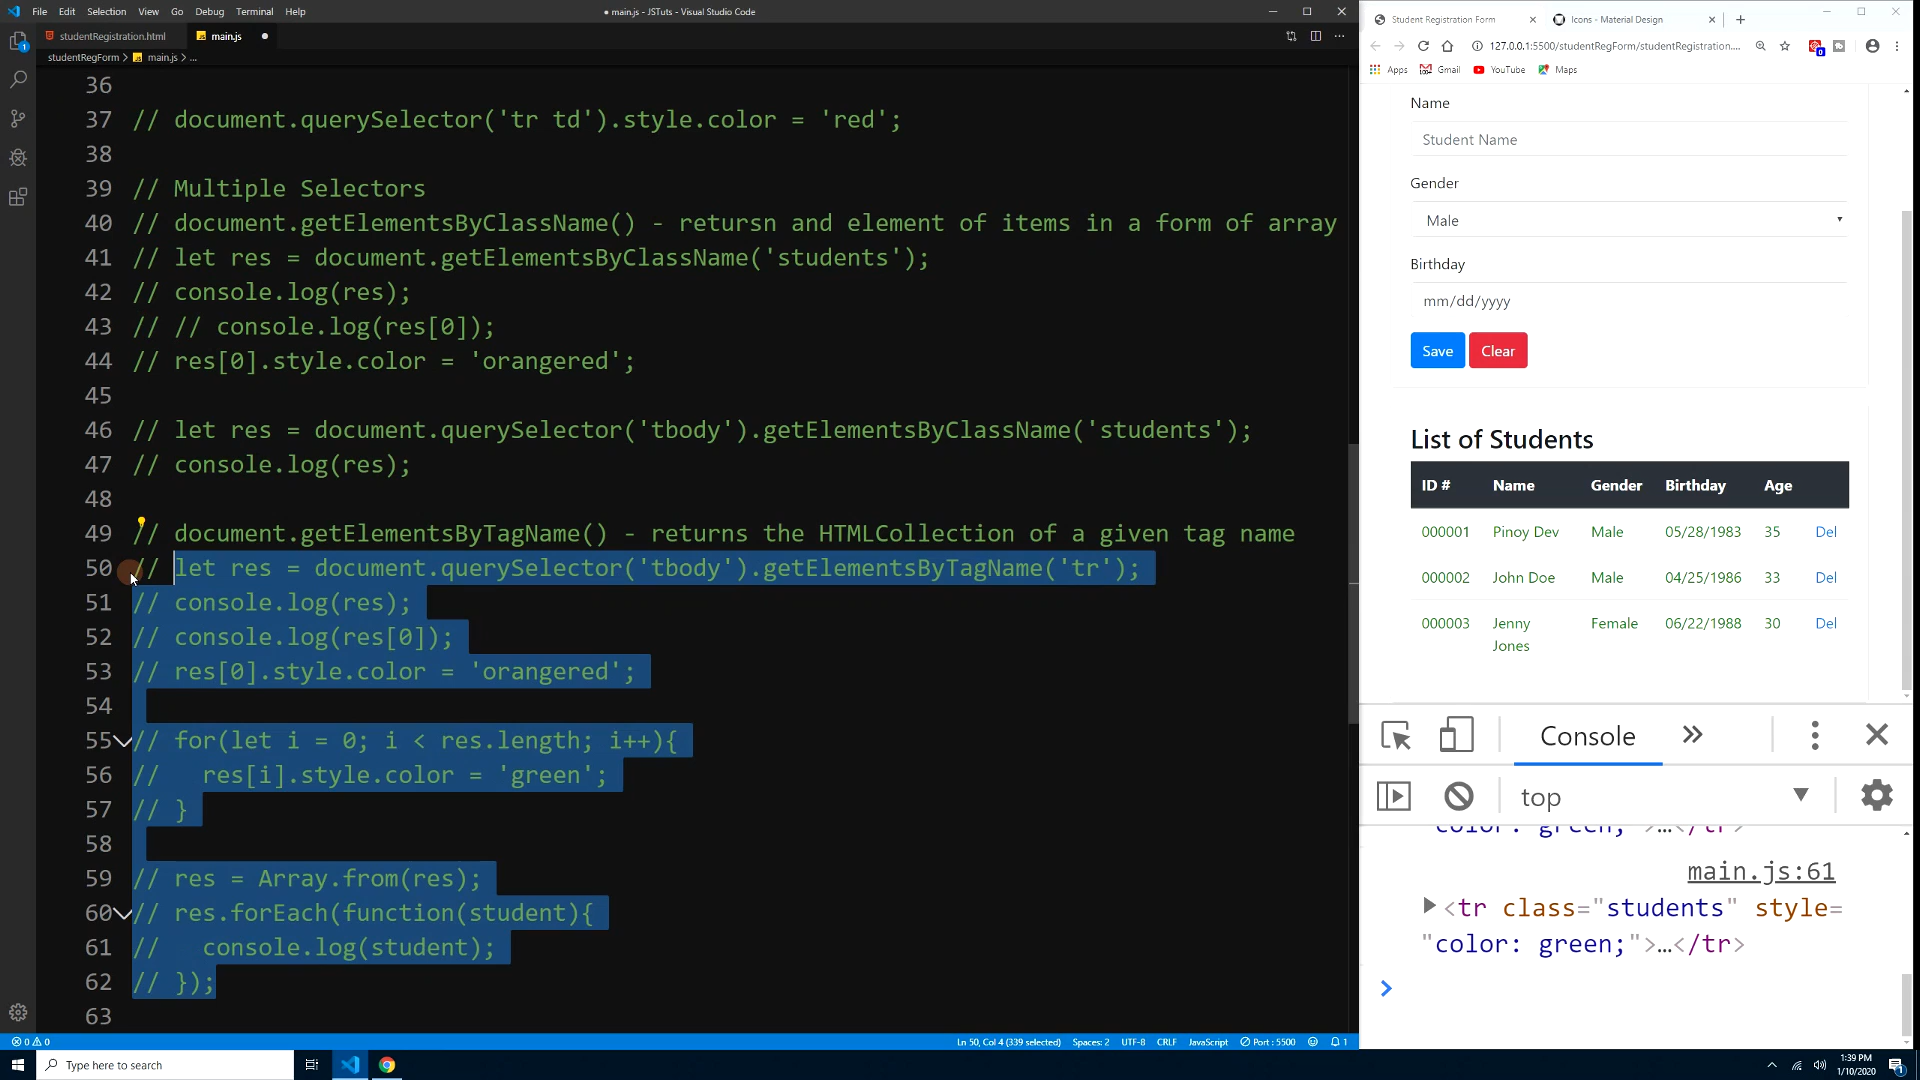 File Edit Selection View Go Debug Terminal Help
● main.js - JSTuts - Visual Studio Code
studentRegistration.html
JS main.js ●
studentRegForm > JS main.js > ...
36
37 // document.querySelector('tr td').style.color = 'red';
38
39 // Multiple Selectors
40 // document.getElementsByClassName() - retursn and element of items in a form of array
41 // let res = document.getElementsByClassName('students');
42 // console.log(res);
43 // // console.log(res[0]);
44 // res[0].style.color = 'orangered';
45
46 // let res = document.querySelector('tbody').getElementsByClassName('students');
47 // console.log(res);
48
49 // document.getElementsByTagName() - returns the HTMLCollection of a given tag name
50 // let res = document.querySelector('tbody').getElementsByTagName('tr');
51 // console.log(res);
52 // console.log(res[0]);
53 // res[0].style.color = 'orangered';
54
55 // for(let i = 0; i < res.length; i++){
56 //   res[i].style.color = 'green';
57 // }
58
59 // res = Array.from(res);
60 // res.forEach(function(student){
61 //   console.log(student);
62 // });
63
0 0
Ln 50, Col 4 (339 selected) Spaces: 2 UTF-8 CRLF JavaScript Port : 5500 1
Student Registration Form
Icons - Material Design
127.0.0.1:5500/studentRegForm/studentRegistration....
Apps Gmail YouTube Maps
Name
Student Name
Gender
Male
Birthday
mm/dd/yyyy
Save Clear
List of Students
ID # Name Gender Birthday Age
000001 Pinoy Dev Male 05/28/1983 35 Del
000002 John Doe Male 04/25/1986 33 Del
000003 Jenny Jones Female 06/22/1988 30 Del
Console
top
main.js:61
<tr class="students" style=
"color: green;">…</tr>
Type here to search
1:39 PM
1/10/2020